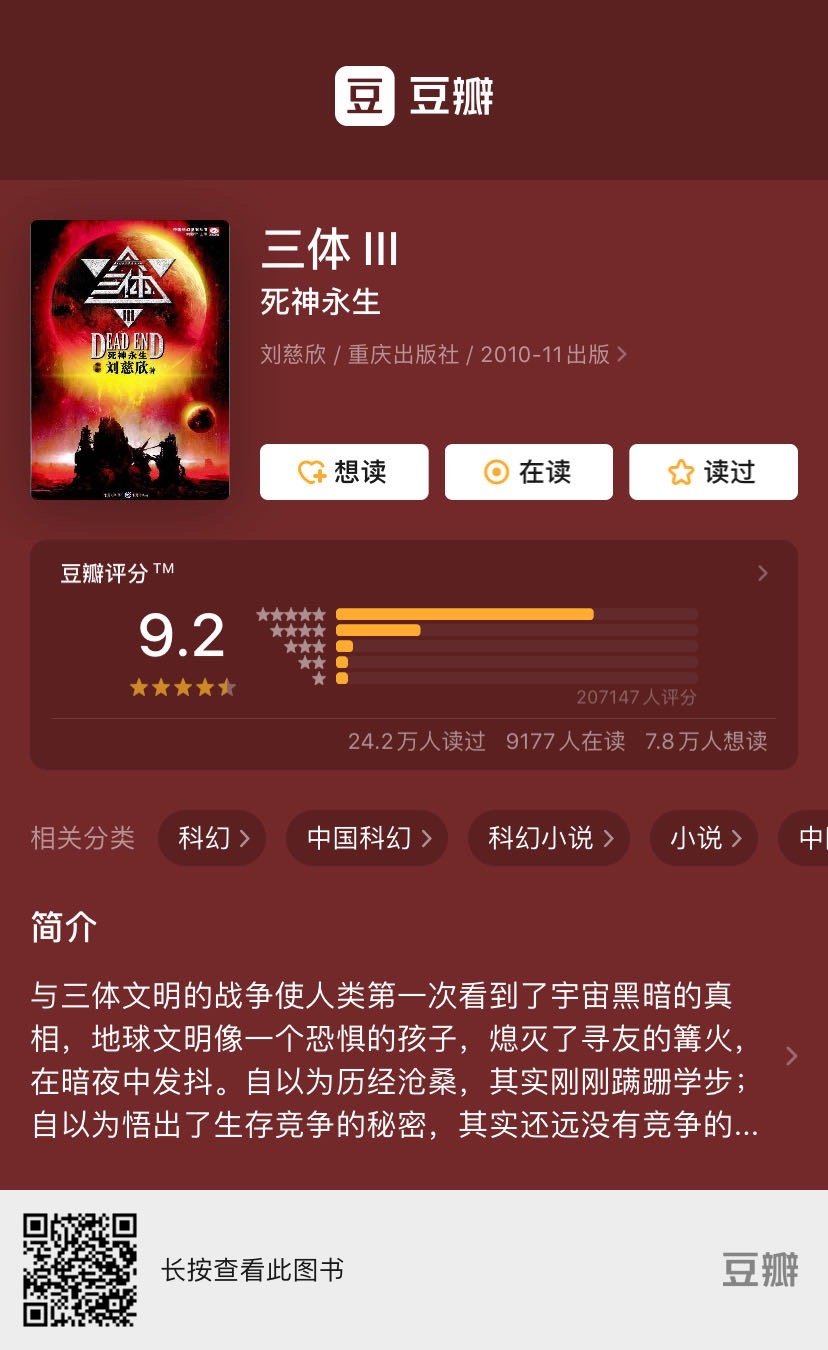 豆 豆瓣
三体
III
DEAD END
死神永生
刘慈欣 著
三体 III
死神永生
刘慈欣 / 重庆出版社 / 2010-11出版
想读 在读 读过
豆瓣评分™
9.2
207147人评分
24.2万人读过 9177人在读 7.8万人想读
相关分类 科幻 中国科幻 科幻小说 小说
简介
与三体文明的战争使人类第一次看到了宇宙黑暗的真
相，地球文明像一个恐惧的孩子，熄灭了寻友的篝火，
在暗夜中发抖。自以为历经沧桑，其实刚刚蹒跚学步；
自以为悟出了生存竞争的秘密，其实还远没有竞争的...
长按查看此图书
豆瓣